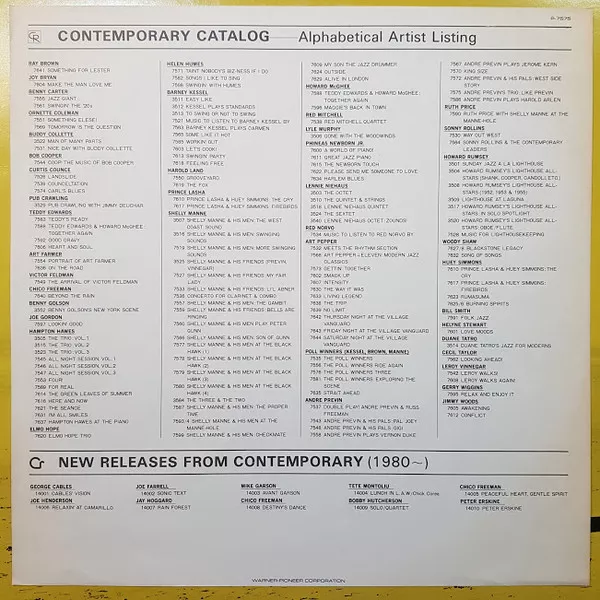 P-7575
CR CONTEMPORARY CATALOG Alphabetical Artist Listing
RAY BROWN
7641 SOMETHING FOR LESTER
JOY BRYAN
7604 MAKE THE MAN LOVE ME
BENNY CARTER
7555 JAZZ GIANT
7561 SWINGIN' THE '20s
ORNETTE COLEMAN
7551 SOMETHING ELSE!
7569 TOMORROW IS THE QUESTION
BUDDY COLLETTE
3522 MAN OF MANY PARTS
7531 NICE DAY WITH BUDDY COLLETTE
BOB COOPER
7544 COOP! THE MUSIC OF BOB COOPER
CURTIS COUNCE
7539 COUNCELTATION
7574 CARL'S BLUES
PUB CRAWLING
3529 PUB CRAWLING WITH JIMMY DEUCHAR
TEDDY EDWARDS
7583 TEDDY'S READY
7588 TEDDY EDWARDS & HOWARD McGHEE
TOGETHER AGAIN
7592 GOOD GRAVY
7606 HEART AND SOUL
ART FARMER
7554 PORTRAIT OF ART FARMER
7636 ON THE ROAD
VICTOR FELDMAN
7549 THE ARRIVAL OF VICTOR FELDMAN
CHICO FREEMAN
7640 BEYOND THE RAIN
BENNY GOLSON
3552 BENNY GOLSON'S NEW YORK SCENE
JOE GORDON
7597 LOOKIN' GOOD
HAMPTON HAWES
3505 THE TRIO: VOL.1
3515 THE TRIO: VOL.2
3523 THE TRIO: VOL.3
7545 ALL NIGHT SESSION VOL. 1
7546 ALL NIGHT SESSION VOL. 2
7547 ALL NIGHT SESSION VOL. 3
7553 FOUR
7589 FOR REAL
7614 THE GREEN LEAVES OF SUMMER
7616 HERE AND NOW
7621 THE SEANCE
7631 I'M ALL SMILES
7637 HAMPTON HAWES AT THE PIANO
ELMO HOPE
7620 ELMO HOPE TRIO
HELEN HUMES
7571 TAINT NOBODY'S BIZ-NESS IF I DO
7582 SONGS I LIKE TO SING
7598 SWINGIN' WITH HUMES
BARNEY KESSEL
3511 EASY LIKE
3512 KESSEL PLAYS STANDARDS
3513 TO SWING OR NOT TO SWING
7521 MUSIC TO LISTEN TO BARNEY KESSEL BY
7563 BARNEY KESSEL PLAYS CARMEN
7565 SOME LIKE IT HOT
7585 WORKIN' OUT
7603 LET'S GOOK!
7613 SWINGIN' PARTY
7618 FEELING FREE
HAROLD LAND
7550 GROOVEYARD
7619 THE FOX
PRINCE LASHA
7610 PRINCE LASHA & HUEY SIMMONS: THE CRY
7617 PRINCE LASHA & HUEY SIMMONS: FIREBIRDS
SHELLY MANNE
3507 SHELLY MANNE & HIS MEN: THE WEST
COAST SOUND
3516 SHELLY MANNE & HIS MEN: SWINGING
SOUNDS
7519 SHELLY MANNE & HIS MEN: MORE SWINGING
SOUNDS
3525 SHELLY MANNE & HIS FRIENDS (PREVIN,
VINNEGAR)
7527 SHELLY MANNE & HIS FRIENDS: MY FAIR
LADY
7533 SHELLY MANNE & HIS FRIENDS: LI'L ABNER
3536 CONCERTO FOR CLARINET & COMBO
7557 SHELLY MANNE & HIS MEN: THE GAMBIT
7559 SHELLY MANNE & HIS FRIENDS: BELLS ARE
RINGING
7560 SHELLY MANNE & HIS MEN PLAY PETER
GUNN
7566 SHELLY MANNE & HIS MEN: SON OF GUNN
7577 SHELLY MANNE & HIS MEN AT THE BLACK
HAWK (1)
7578 SHELLY MANNE & HIS MEN AT THE BLACK
HAWK (2)
7579 SHELLY MANNE & HIS MEN AT THE BLACK
HAWK (3)
7580 SHELLY MANNE & HIS MEN AT THE BLACK
HAWK (4)
3584 THE THREE & THE TWO
7587 SHELLY MANNE & HIS MEN: THE PROPER
TIME
7593/4 SHELLY MANNE & HIS MEN AT THE
MANNE-HOLE
7599 SHELLY MANNE & HIS MEN: CHECKMATE
7609 MY SON THE JAZZ DRUMMER
7624 OUTSIDE
7629 ALIVE IN LONDON
HOWARD McGHEE
7588 TEDDY EDWARDS & HOWARD McGHEE
TOGETHER AGAIN
7596 MAGGIE'S BACK IN TOWN
RED MITCHELL
7538 RED MITCHELL QUARTET
LYLE MURPHY
3506 GONE WITH THE WOODWINDS
PHINEAS NEWBORN JR.
7600 A WORLD OF PIANO!
7611 GREAT JAZZ PIANO
7615 THE NEWBORN TOUCH
7622 PLEASE SEND ME SOMEONE TO LOVE
7634 HARLEM BLUES
LENNIE NIEHAUS
3503 THE OCTET
3510 THE QUINTET & STRINGS
3518 LENNIE NIEHAUS: QUINTET
3524 THE SEXTET
3540 LENNIE NIEHAUS OCTET: ZOUNDS!
RED NORVO
7534 MUSIC TO LISTEN TO RED NORVO BY
ART PEPPER
7532 MEETS THE RHYTHM SECTION
7568 ART PEPPER+ELEVEN: MODERN JAZZ
CLASSICS
7573 GETTIN' TOGETHER
7602 SMACK UP
7607 INTENSITY
7630 THE WAY IT WAS
7633 LIVING LEGEND
7638 THE TRIP
7639 NO LIMIT
7642 THURSDAY NIGHT AT THE VILLAGE
VANGUARD
7643 FRIDAY NIGHT AT THE VILLAGE VANGUARD
7644 SATURDAY NIGHT AT THE VILLAGE
VANGUARD
POLL WINNERS (KESSEL, BROWN, MANNE)
7535 THE POLL WINNERS
7556 THE POLL WINNERS RIDE AGAIN
7576 THE POLL WINNERS THREE
7581 THE POLL WINNERS EXPLORING THE
SCENE
7635 STRAIT AHEAD
ANDRE PREVIN
7537 DOUBLE PLAY! ANDRE PREVIN & RUSS
FREEMAN
7543 ANDRE PREVIN & HIS PAL: PAL JOEY
7548 ANDRE PREVIN & HIS PALS: GIGI
7558 ANDRE PREVIN PLAYS VERNON DUKE
7567 ANDRE PREVIN PLAYS JEROME KERN
7570 KING SIZE
7572 ANDRE PREVIN & HIS PALS: WEST SIDE
STORY
7575 ANDRE PREVIN'S TRIO: LIKE PREVIN
7586 ANDRE PREVIN PLAYS HAROLD ARLEN
RUTH PRICE
7590 RUTH PRICE WITH SHELLY MANNE AT THE
MANNE-HOLE
SONNY ROLLINS
7530 WAY OUT WEST
7564 SONNY ROLLINS & THE CONTEMPORARY
LEADERS
HOWARD RUMSEY
3501 SUNDAY JAZZ A LA LIGHTHOUSE
3504 HOWARD RUMSEY'S LIGHTHOUSE ALL-
STARS (SHANK, COOPER, CANDOLI, ETC)
3508 HOWARD RUMSEY'S LIGHTHOUSE ALL-
STARS (1952, 1953 & 1956)
3509 LIGHTHOUSE AT LAGUNA
3517 HOWARD RUMSEY'S LIGHTHOUSE ALL-
STARS: IN SOLO SPOTLIGHT
3520 HOWARD RUMSEY'S LIGHTHOUSE ALL-
STARS: OBOE/FLUTE
7528 MUSIC FOR LIGHTHOUSEKEEPING
WOODY SHAW
7627/8 BLACKSTONE LEGACY
7632 SONG OF SONGS
HUEY SIMMONS
7610 PRINCE LASHA & HUEY SIMMONS: THE
CRY
7617 PRINCE LASHA & HUEY SIMMONS:
FIREBIRDS
7623 RUMASUMA
7625/6 BURNING SPIRITS
BILL SMITH
7591 FOLK JAZZ
HELYNE STEWART
7601 LOVE MOODS
DUANE TATRO
3514 DUANE TATRO'S JAZZ FOR MODERNS
CECIL TAYLOR
7562 LOOKING AHEAD!
LEROY VINNEGAR
7542 LEROY WALKS!
7608 LEROY WALKS AGAIN!
GERRY WIGGINS
7595 RELAX AND ENJOY IT
JIMMY WOODS
7605 AWAKENING
7612 CONFLICT
CR NEW RELEASES FROM CONTEMPORARY (1980~)
GEORGE CABLES
14001 CABLES' VISION
JOE FARRELL
14002 SONIC TEXT
MIKE GARSON
14003 AVANT GARSON
TETE MONTOLIU
14004 LUNCH IN L.A.
CHICO FREEMAN
14005 PEACEFUL HEART, GENTLE SPIRIT
JOE HENDERSON
14006 RELAXIN' AT CAMARILLO
JAY HOGGARD
14007 RAIN FOREST
CHICO FREEMAN
14008 DESTINY'S DANCE
BOBBY HUTCHERSON
14009 SOLO/QUARTET
PETER ERSKINE
14010 PETER ERSKINE
WARNER-PIONEER CORPORATION